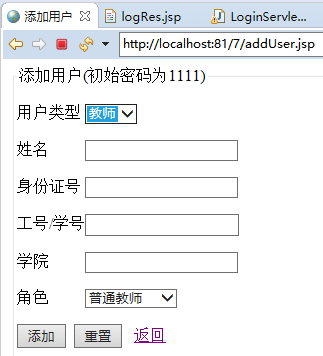 添加用户 logRes.jsp LoginServle...
http://localhost:81/7/addUser.jsp
添加用户(初始密码为1111)
用户类型 教师
姓名
身份证号
工号/学号
学院
角色 普通教师
添加 重置 返回